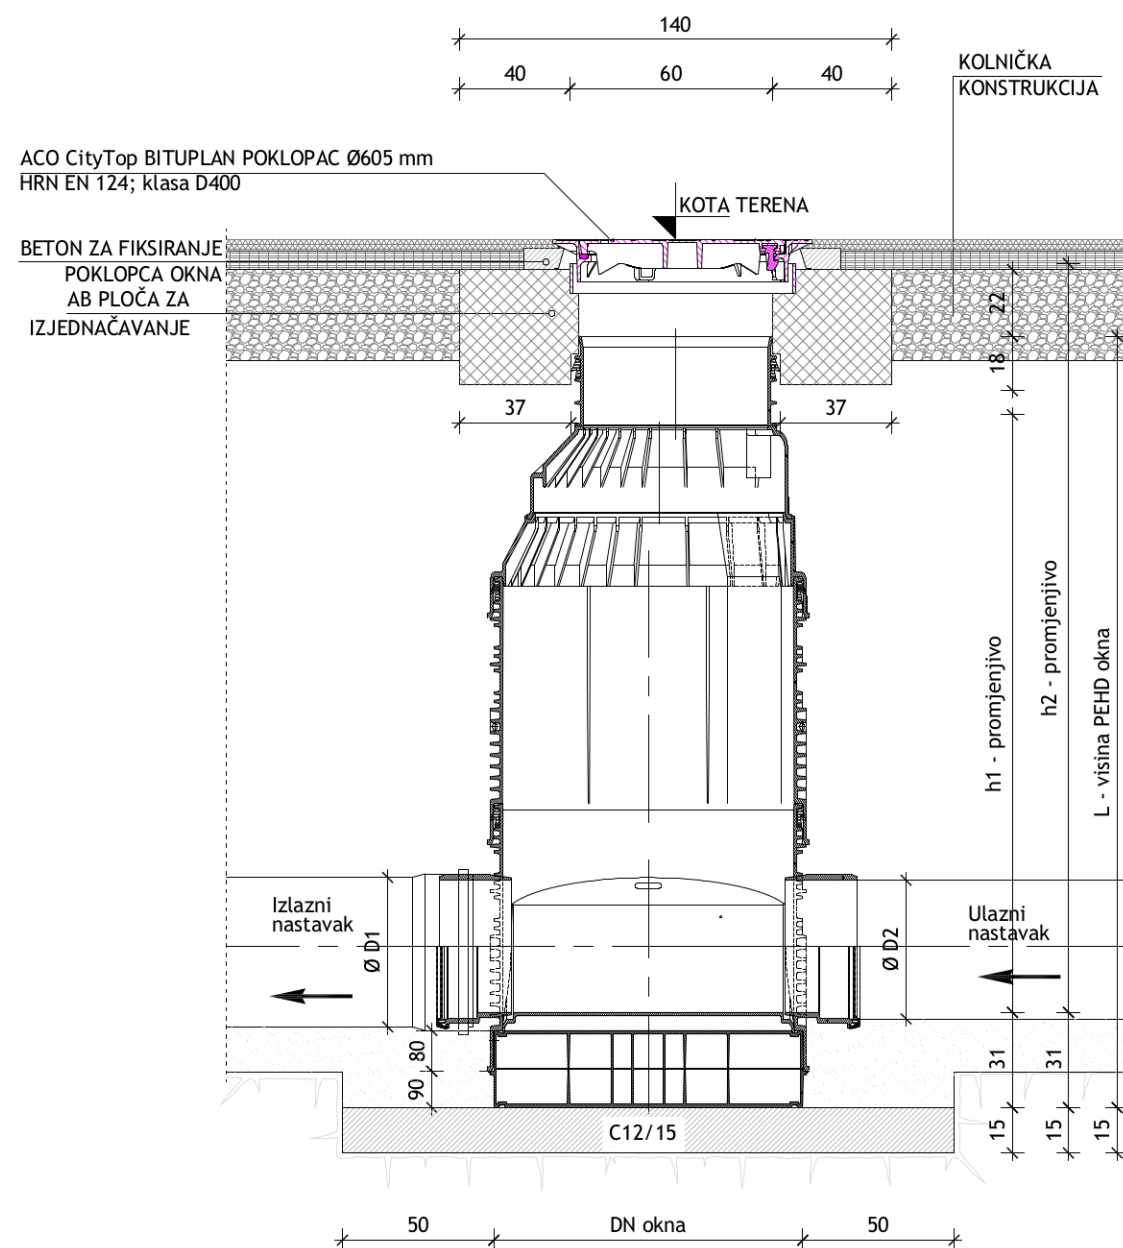 140
40
60
40
KOLNIČKA
KONSTRUKCIJA
ACO CityTop BITUPLAN POKLOPAC Ø605 mm
HRN EN 124; klasa D400
KOTA TERENA
BETON ZA FIKSIRANJE
POKLOPCA OKNA
AB PLOČA ZA
IZJEDNAČAVANJE
22
18
37
37
h1 - promjenjivo
h2 - promjenjivo
L - visina PEHD okna
Izlazni
nastavak
Ø D1
Ø D2
Ulazni
nastavak
80
90
31
31
C12/15
15
15
15
50
DN okna
50